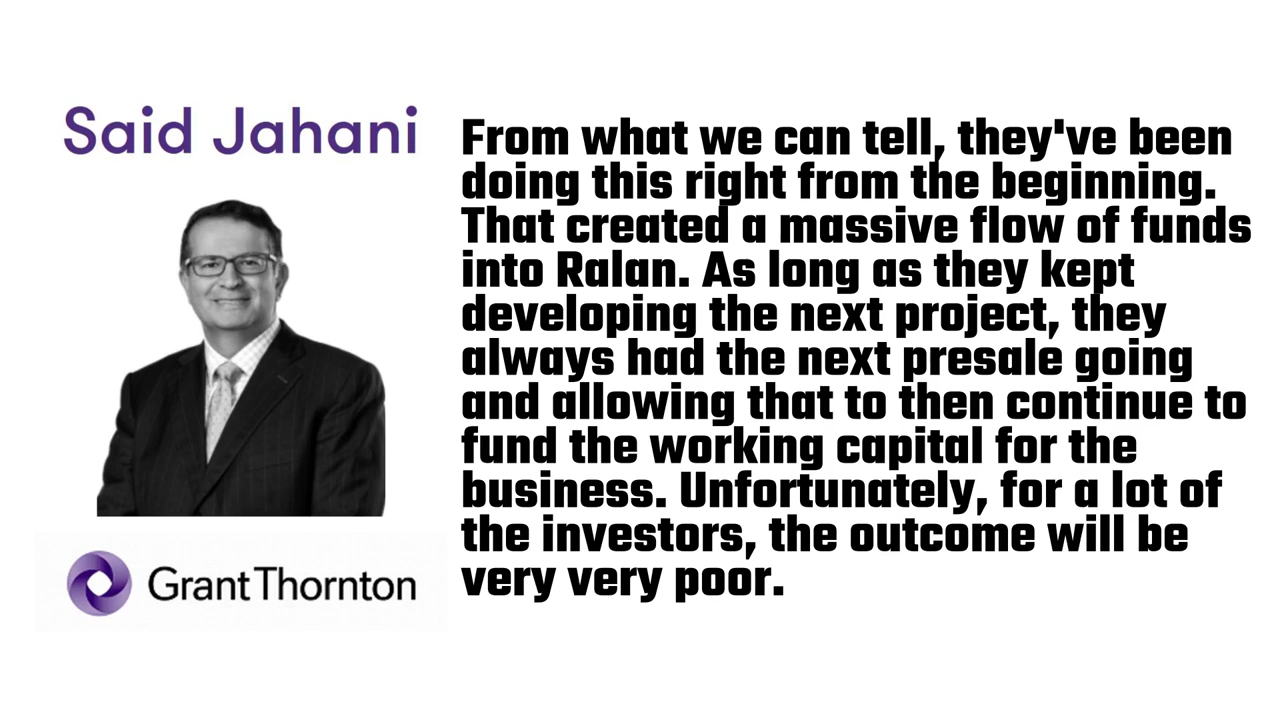 Said Jahani
From what we can tell, they've been
doing this right from the beginning.
That created a massive flow of funds
into Ralan. As long as they kept
developing the next project, they
always had the next presale going
and allowing that to then continue to
fund the working capital for the
business. Unfortunately, for a lot of
the investors, the outcome will be
very very poor.
Grant Thornton